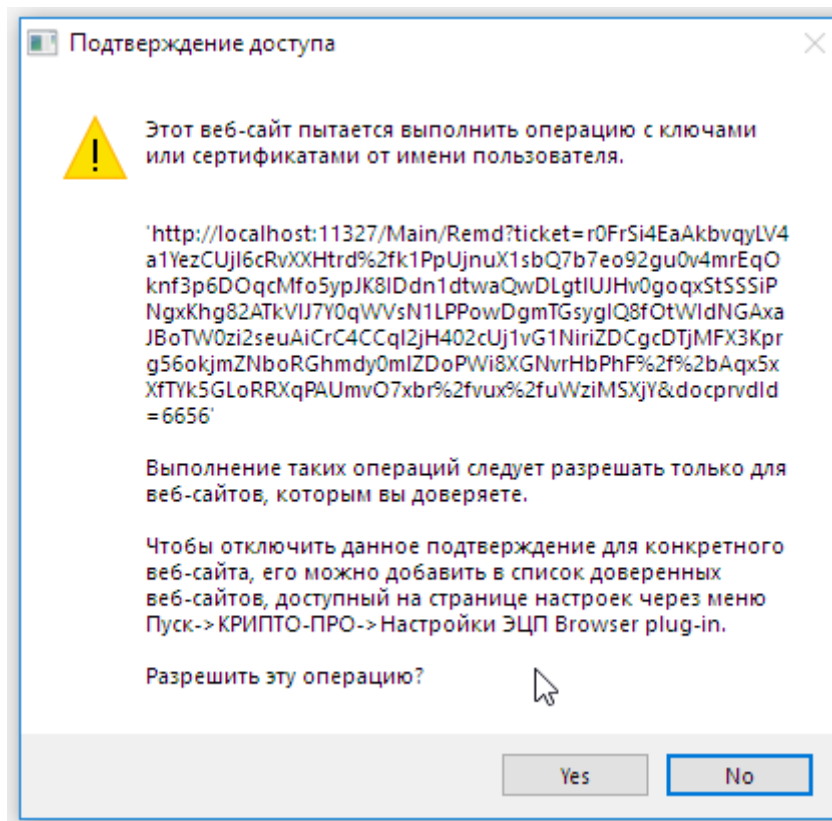 Подтверждение доступа
Этот веб-сайт пытается выполнить операцию с ключами
или сертификатами от имени пользователя.
'http://localhost:11327/Main/Remd?ticket=r0FrSi4EaAkbvqyLV4
a1YezCUjI6cRvXXHtrd%2fk1PpUjnuX1sbQ7b7eo92gu0v4mrEqO
knf3p6DOqcMfo5ypJK8IDdn1dtwaQwDLgtIUJHv0goqxStSSSiP
NgxKhg82ATkVIJ7Y0qWVsN1LPPowDgmTGsygIQ8fOtWIdNGAxa
JBoTW0zi2seuAiCrC4CCqI2jH402cUj1vG1NiriZDCgcDTjMFX3Kpr
g56okjmZNboRGhmdy0mIZDoPWi8XGNvrHbPhF%2f%2bAqx5x
XfTYk5GLoRRXqPAUmvO7xbr%2fvux%2fuWziMSXjY&docprvdId
=6656'
Выполнение таких операций следует разрешать только для
веб-сайтов, которым вы доверяете.
Чтобы отключить данное подтверждение для конкретного
веб-сайта, его можно добавить в список доверенных
веб-сайтов, доступный на странице настроек через меню
Пуск->КРИПТО-ПРО->Настройки ЭЦП Browser plug-in.
Разрешить эту операцию?
Yes
No